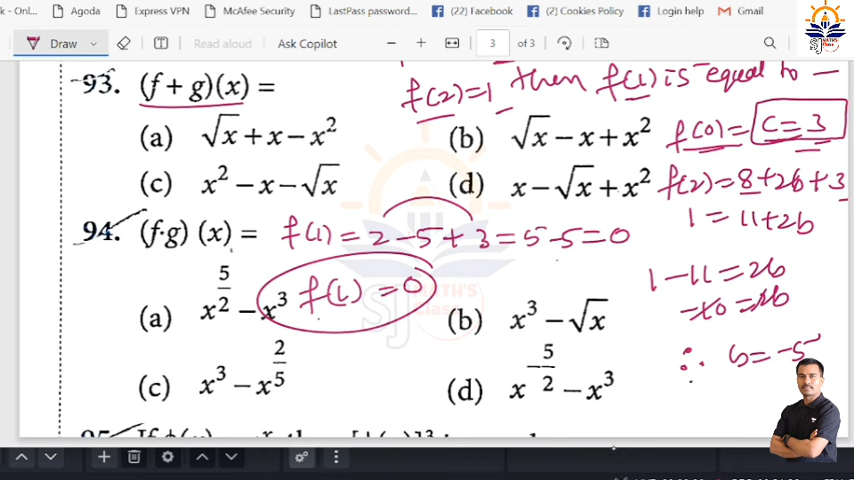 k - Onl... Agoda Express VPN McAfee Security LastPass password... (22) Facebook (2) Cookies Policy Login help Gmail
Draw Read aloud Ask Copilot 3 of 3
93. (f + g)(x) =
f(2)=1 then f(1) is equal to —
(a) √x + x − x² (b) √x − x + x²
f(0) = C = 3
(c) x² − x − √x (d) x − √x + x²
f(2) = 8+2b+3
1 = 11+2b
94. (f·g) (x) = f(1) = 2−5+3 = 5−5 = 0
1−11 = 2b
−10 = 2b
f(1) = 0
(a) x^(5/2) − x³ (b) x³ − √x
∴ b = −5
(c) x³ − x^(2/5) (d) x^(−5/2) − x³
SJ MATH'S